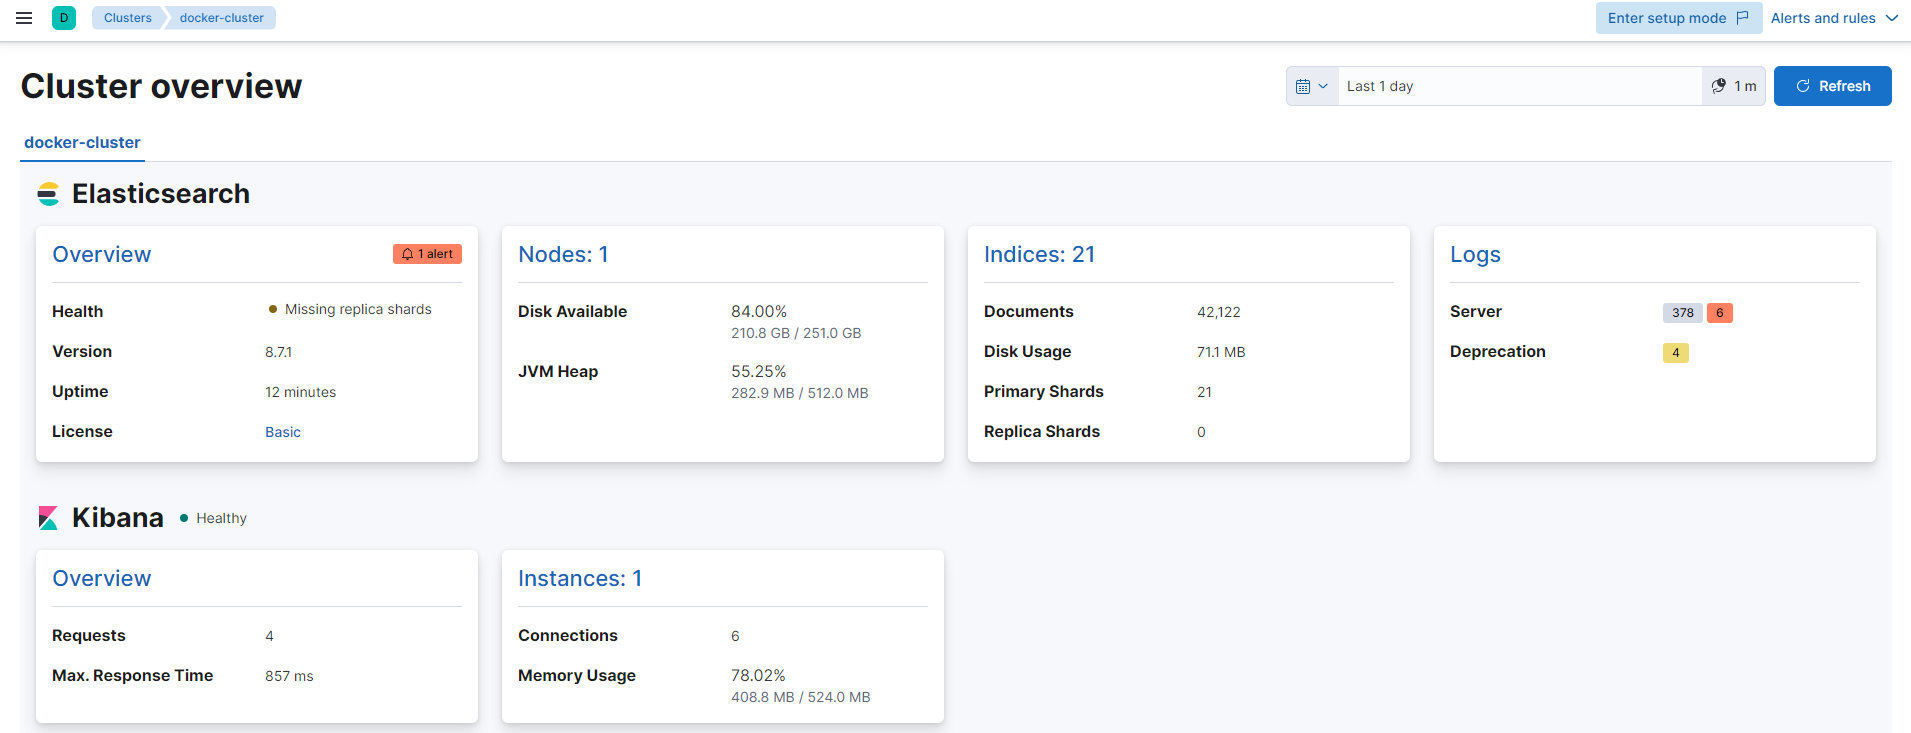 D Clusters docker-cluster Enter setup mode Alerts and rules
Cluster overview Last 1 day 1 m Refresh
docker-cluster
Elasticsearch
Overview 1 alert
Health Missing replica shards
Version 8.7.1
Uptime 12 minutes
License Basic
Nodes: 1
Disk Available 84.00%
210.8 GB / 251.0 GB
JVM Heap 55.25%
282.9 MB / 512.0 MB
Indices: 21
Documents 42,122
Disk Usage 71.1 MB
Primary Shards 21
Replica Shards 0
Logs
Server 378 6
Deprecation 4
Kibana Healthy
Overview
Requests 4
Max. Response Time 857 ms
Instances: 1
Connections 6
Memory Usage 78.02%
408.8 MB / 524.0 MB